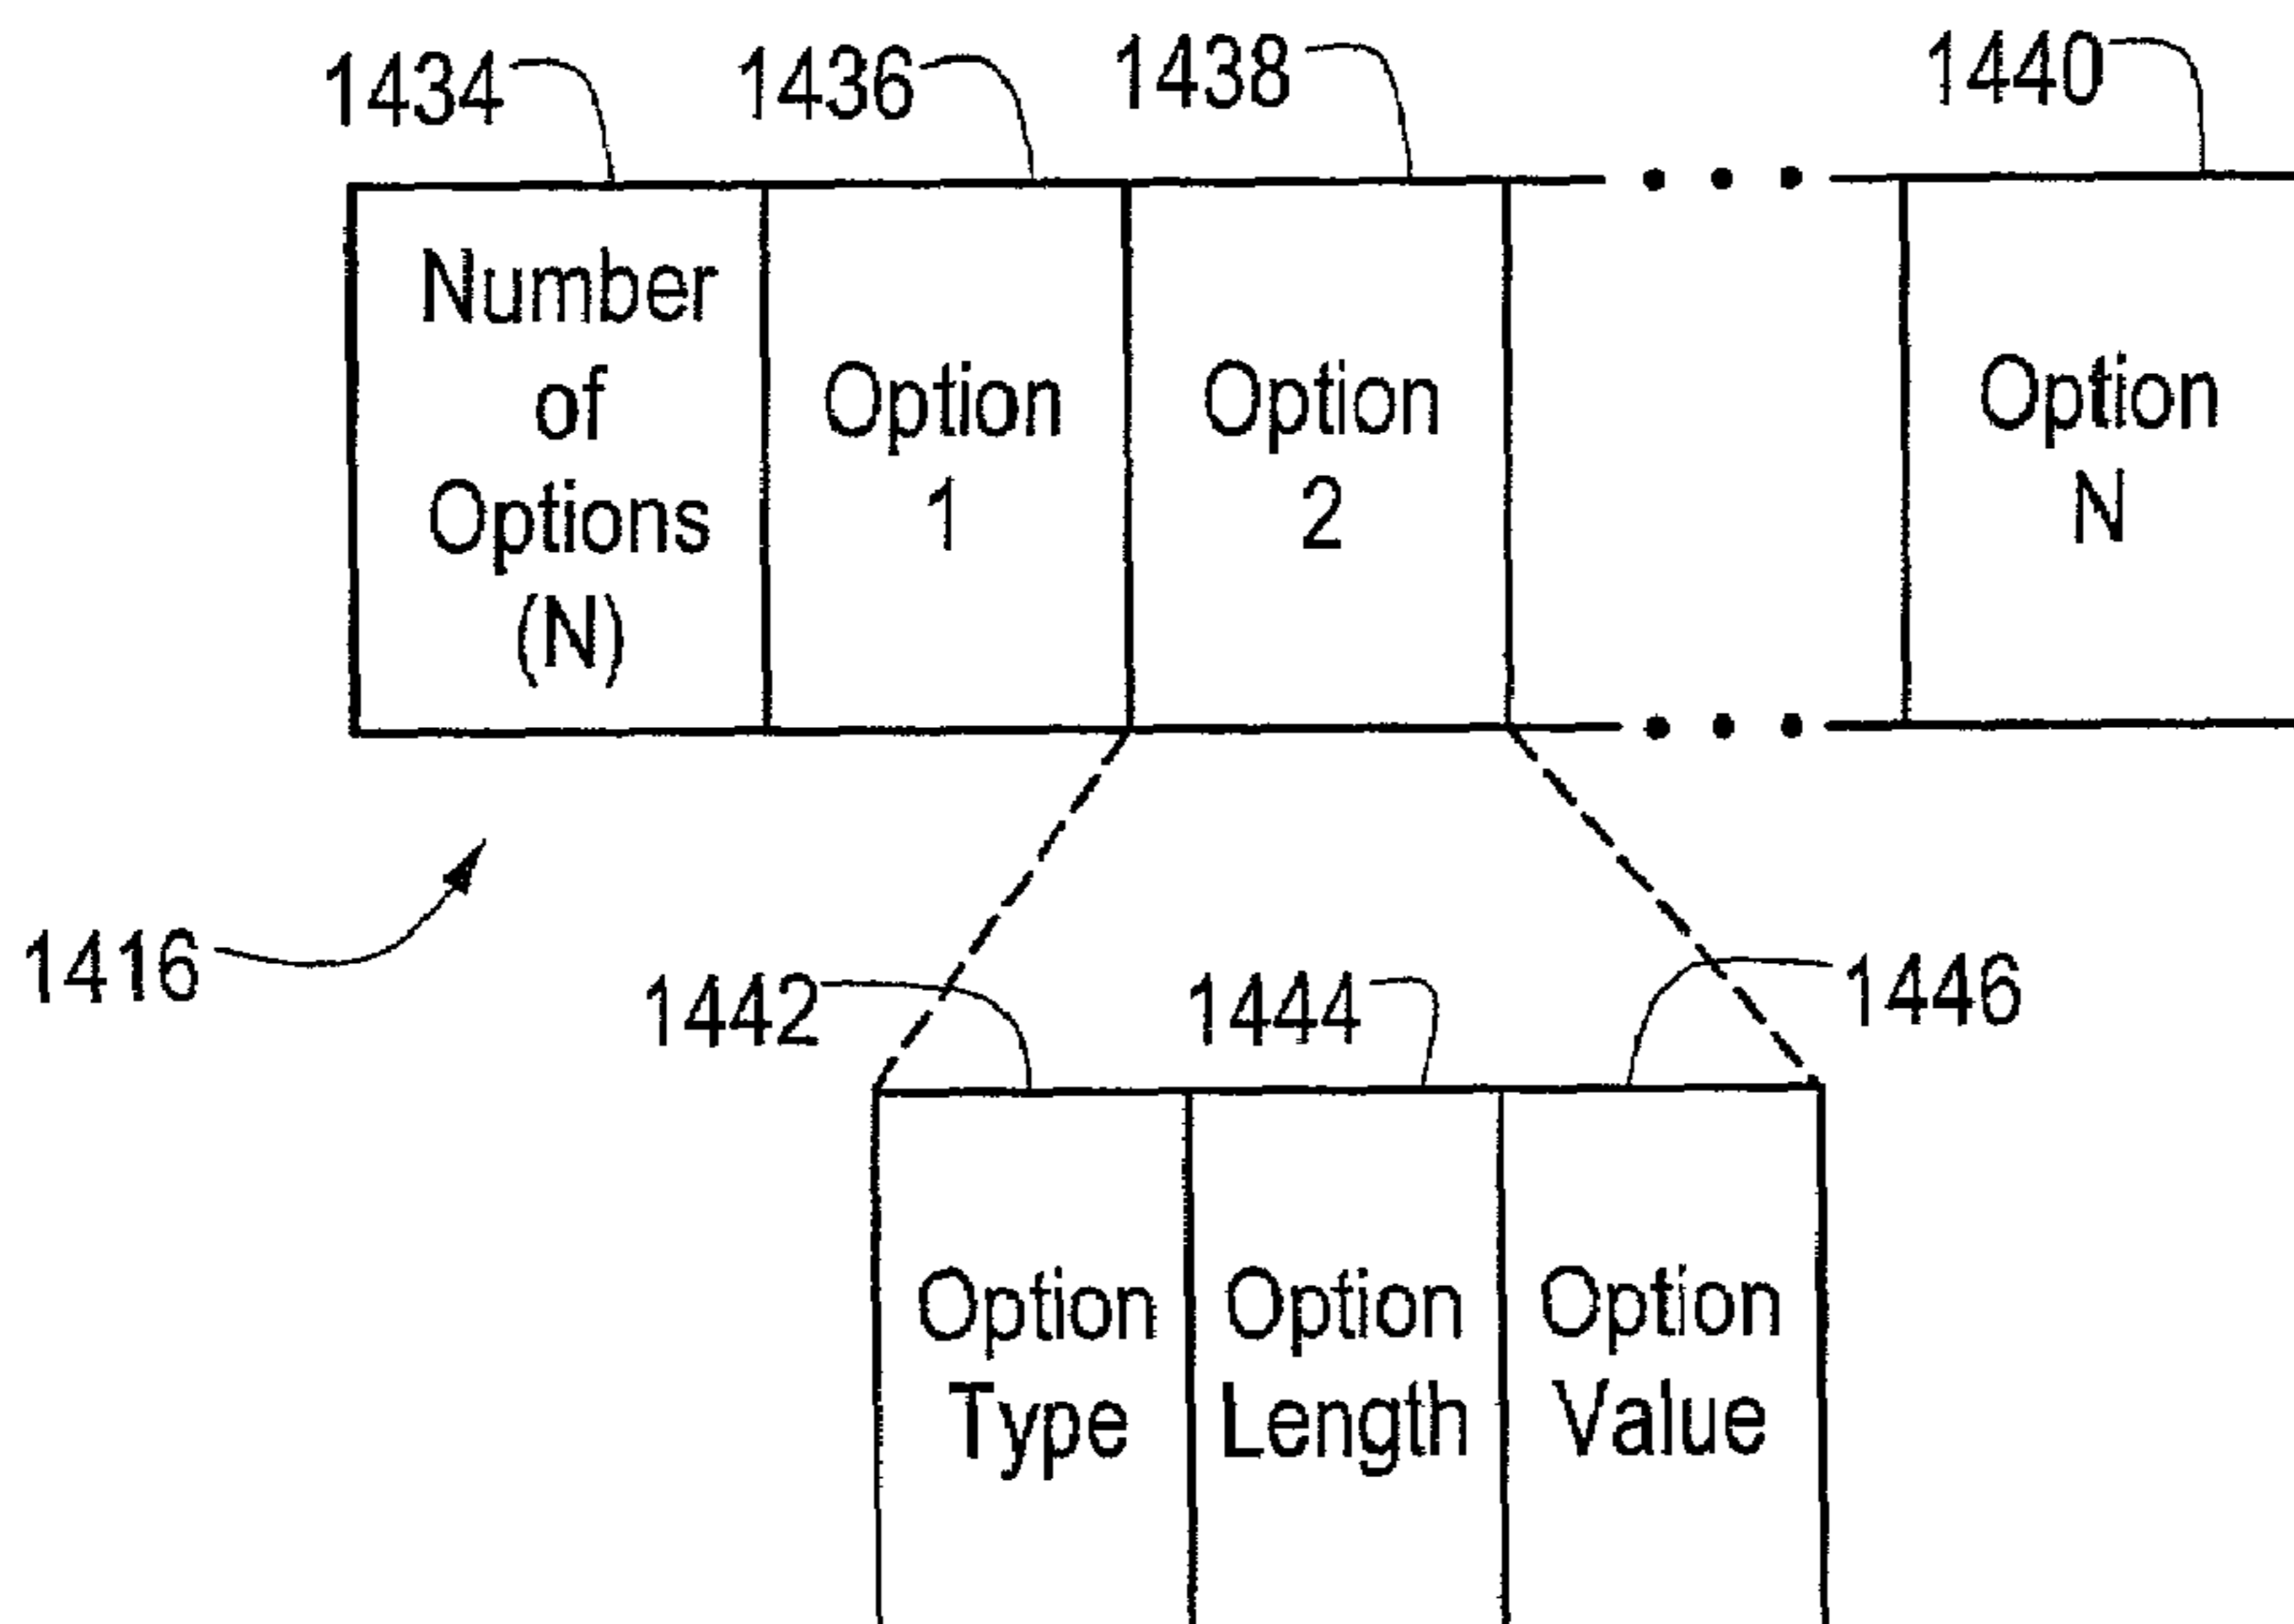 1434 1436 1438 1440
Number
of
Options
(N)
Option
1
Option
2
Option
N
1416
1442 1444 1446
Option
Type
Option
Length
Option
Value